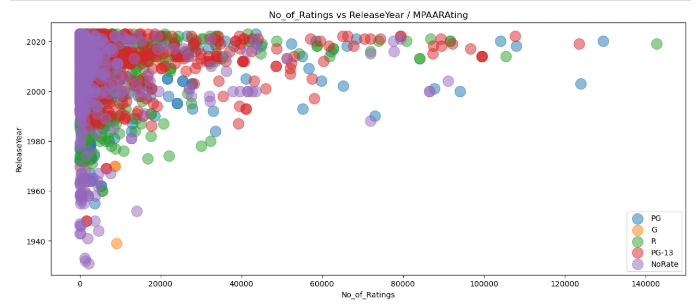 No_of_Ratings vs ReleaseYear / MPAARAting
ReleaseYear
2020
2000
1980
1960
1940
0
20000
40000
60000
80000
100000
120000
140000
No_of_Ratings
PG
G
R
PG-13
NoRate